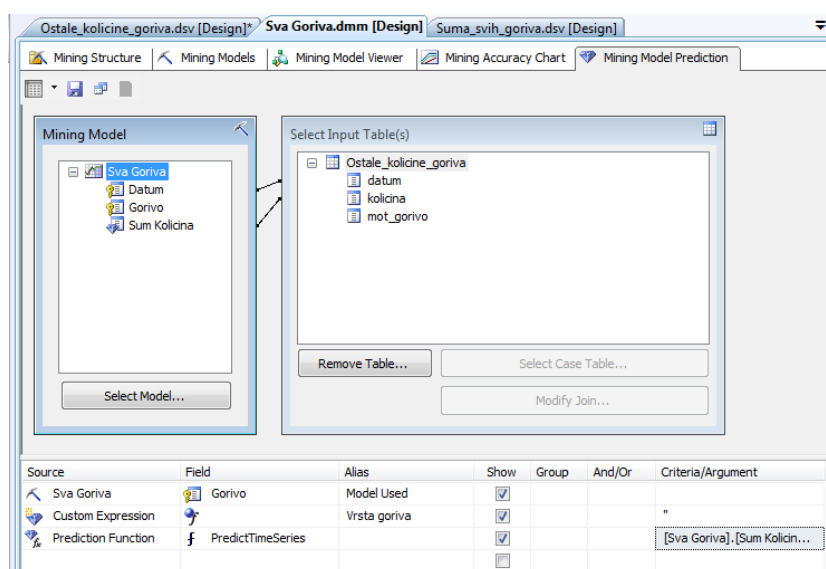 Ostale_kolicine_goriva.dsv [Design]* Sva Goriva.dmm [Design] Suma_svih_goriva.dsv [Design]
Mining Structure Mining Models Mining Model Viewer Mining Accuracy Chart Mining Model Prediction
Mining Model
Sva Goriva
Datum
Gorivo
Sum Kolicina
Select Model...
Select Input Table(s)
Ostale_kolicine_goriva
datum
kolicina
mot_gorivo
Remove Table... Select Case Table...
Modify Join...
Source Field Alias Show Group And/Or Criteria/Argument
Sva Goriva Gorivo Model Used
Custom Expression Vrsta goriva "
Prediction Function PredictTimeSeries [Sva Goriva].[Sum Kolicin...